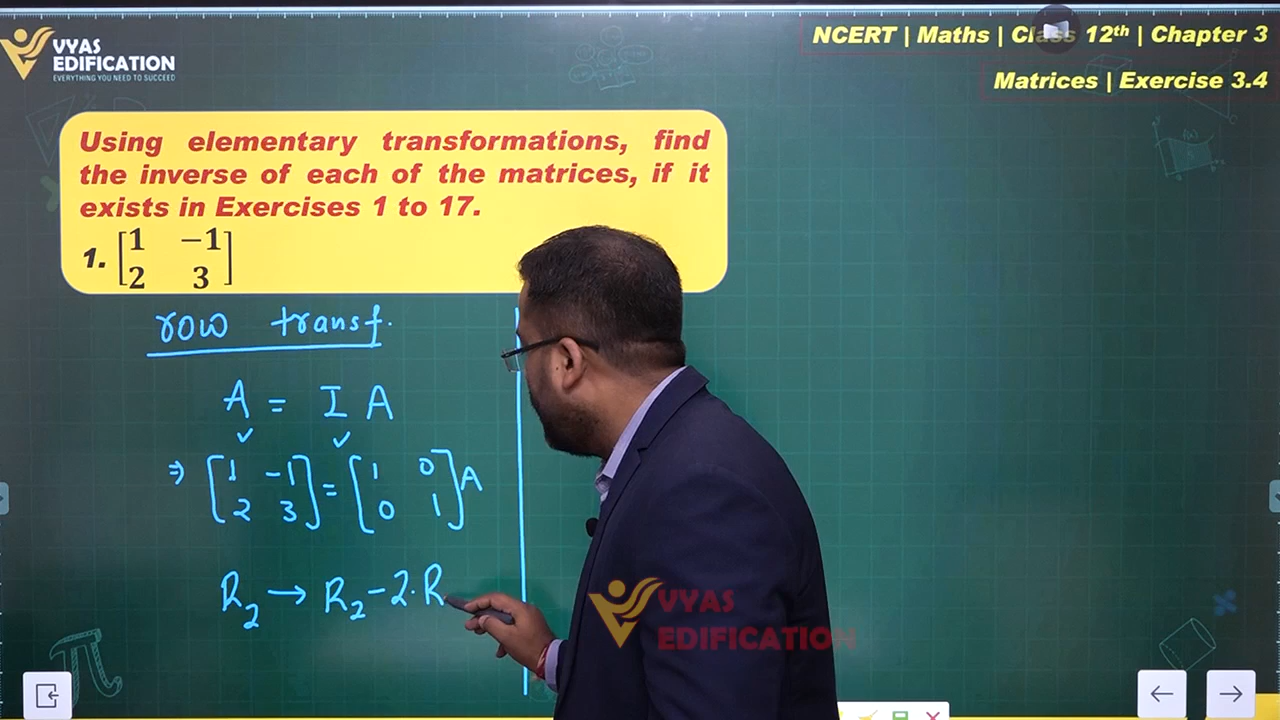 VYAS
EDIFICATION
EVERYTHING YOU NEED TO SUCCEED
NCERT | Maths | Class 12th | Chapter 3
Matrices | Exercise 3.4
Using elementary transformations, find
the inverse of each of the matrices, if it
exists in Exercises 1 to 17.
1. [1 −1
2 3]
row transf.
A = I A
⇒ [1 -1 = [1 0 A
2 3] 0 1]
R2 → R2-2·R
VYAS
EDIFICATION